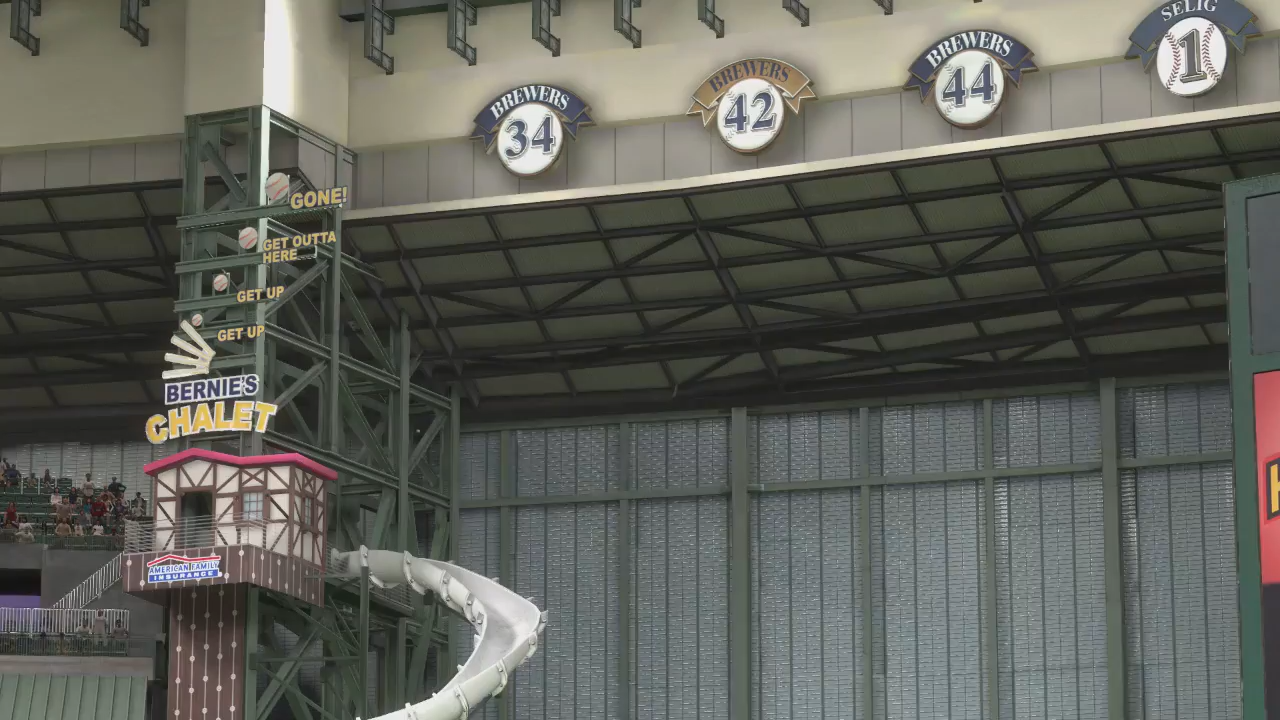 SELIG
1
BREWERS
44
BREWERS
42
BREWERS
34
GONE!
GET OUTTA
HERE
GET UP
GET UP
BERNIE'S
CHALET
AMERICAN FAMILY
INSURANCE